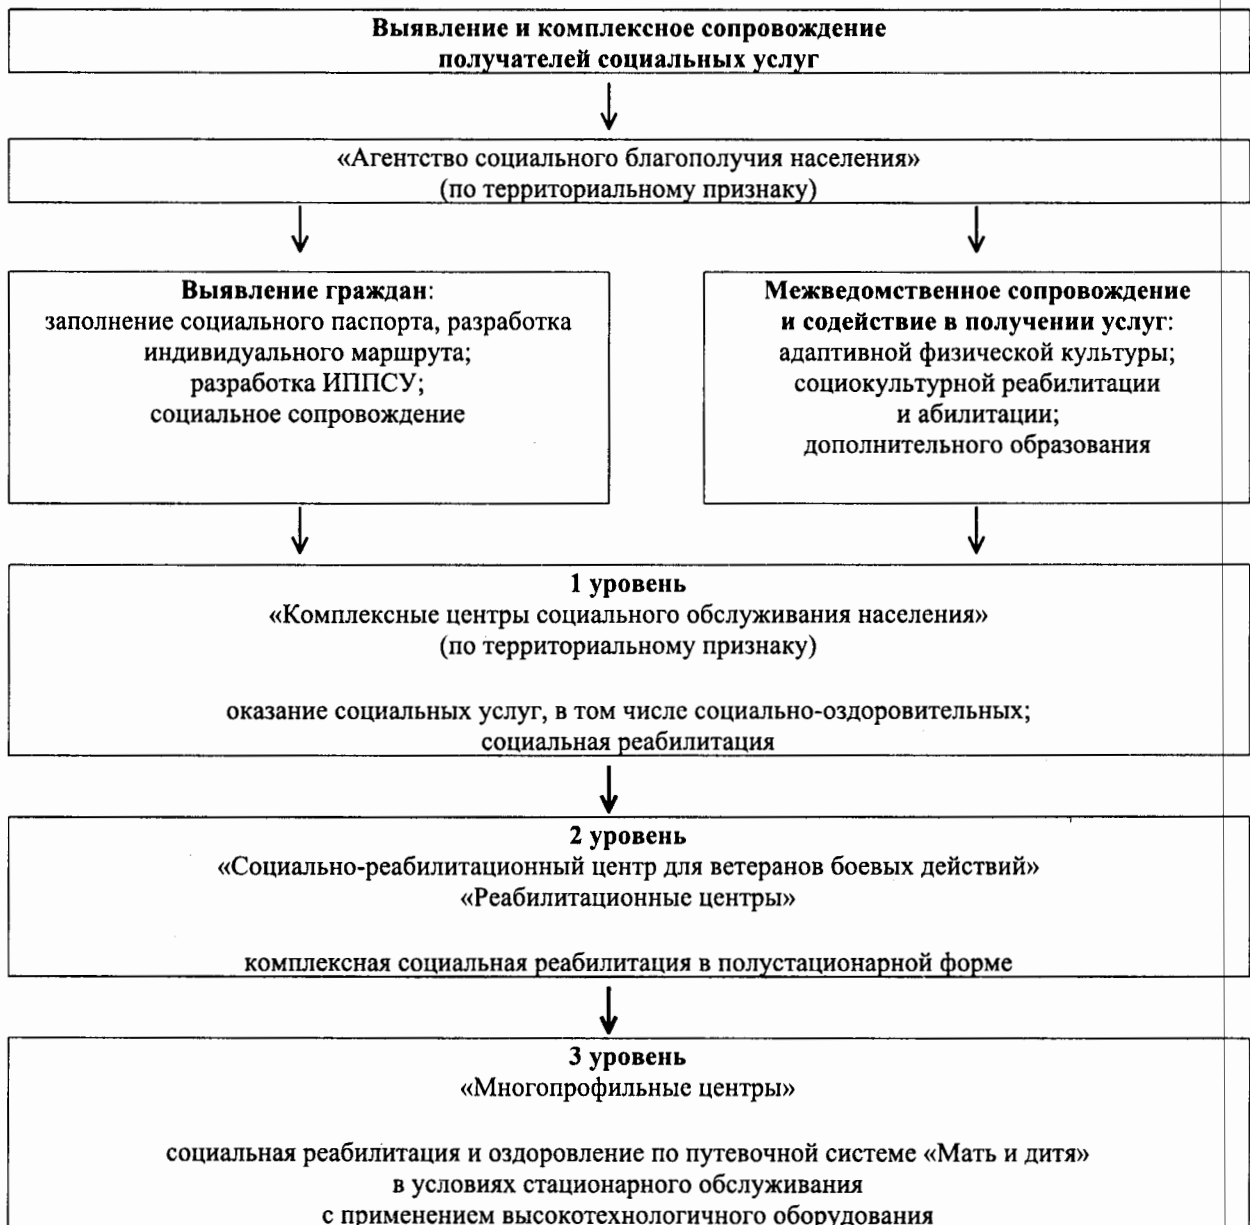 Выявление и комплексное сопровождение
получателей социальных услуг
«Агентство социального благополучия населения»
(по территориальному признаку)
Выявление граждан:
заполнение социального паспорта, разработка
индивидуального маршрута;
разработка ИППСУ;
социальное сопровождение
Межведомственное сопровождение
и содействие в получении услуг:
адаптивной физической культуры;
социокультурной реабилитации
и абилитации;
дополнительного образования
1 уровень
«Комплексные центры социального обслуживания населения»
(по территориальному признаку)
оказание социальных услуг, в том числе социально-оздоровительных;
социальная реабилитация
2 уровень
«Социально-реабилитационный центр для ветеранов боевых действий»
«Реабилитационные центры»
комплексная социальная реабилитация в полустационарной форме
3 уровень
«Многопрофильные центры»
социальная реабилитация и оздоровление по путевочной системе «Мать и дитя»
в условиях стационарного обслуживания
с применением высокотехнологичного оборудования